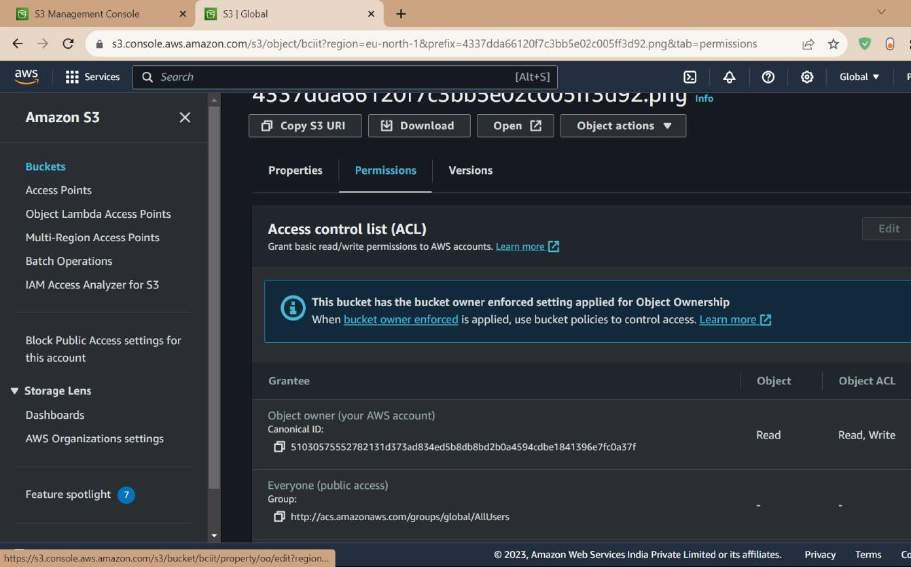 S3 Management Console
S3 | Global
s3.console.aws.amazon.com/s3/object/bciit?region=eu-north-1&prefix=4337dda66120f7c3bb5e02c005ff3d92.png&tab=permissions
aws
Services
Search
[Alt+S]
Global
Amazon S3
4337dda66120f7c3bb5e02c005ff3d92.png Info
Copy S3 URI
Download
Open
Object actions
Buckets
Access Points
Object Lambda Access Points
Multi-Region Access Points
Batch Operations
IAM Access Analyzer for S3
Block Public Access settings for
this account
Storage Lens
Dashboards
AWS Organizations settings
Feature spotlight 7
Properties
Permissions
Versions
Access control list (ACL)
Edit
Grant basic read/write permissions to AWS accounts. Learn more
This bucket has the bucket owner enforced setting applied for Object Ownership
When bucket owner enforced is applied, use bucket policies to control access. Learn more
Grantee
Object
Object ACL
Object owner (your AWS account)
Canonical ID:
51030575552782131d373ad834ed5b8db8bd2b0a4594cdbe1841396e7fc0a37f
Read
Read, Write
Everyone (public access)
Group:
http://acs.amazonaws.com/groups/global/AllUsers
-
-
https://s3.console.aws.amazon.com/s3/bucket/bciit/property/oo/edit?region...
© 2023, Amazon Web Services India Private Limited or its affiliates.
Privacy
Terms